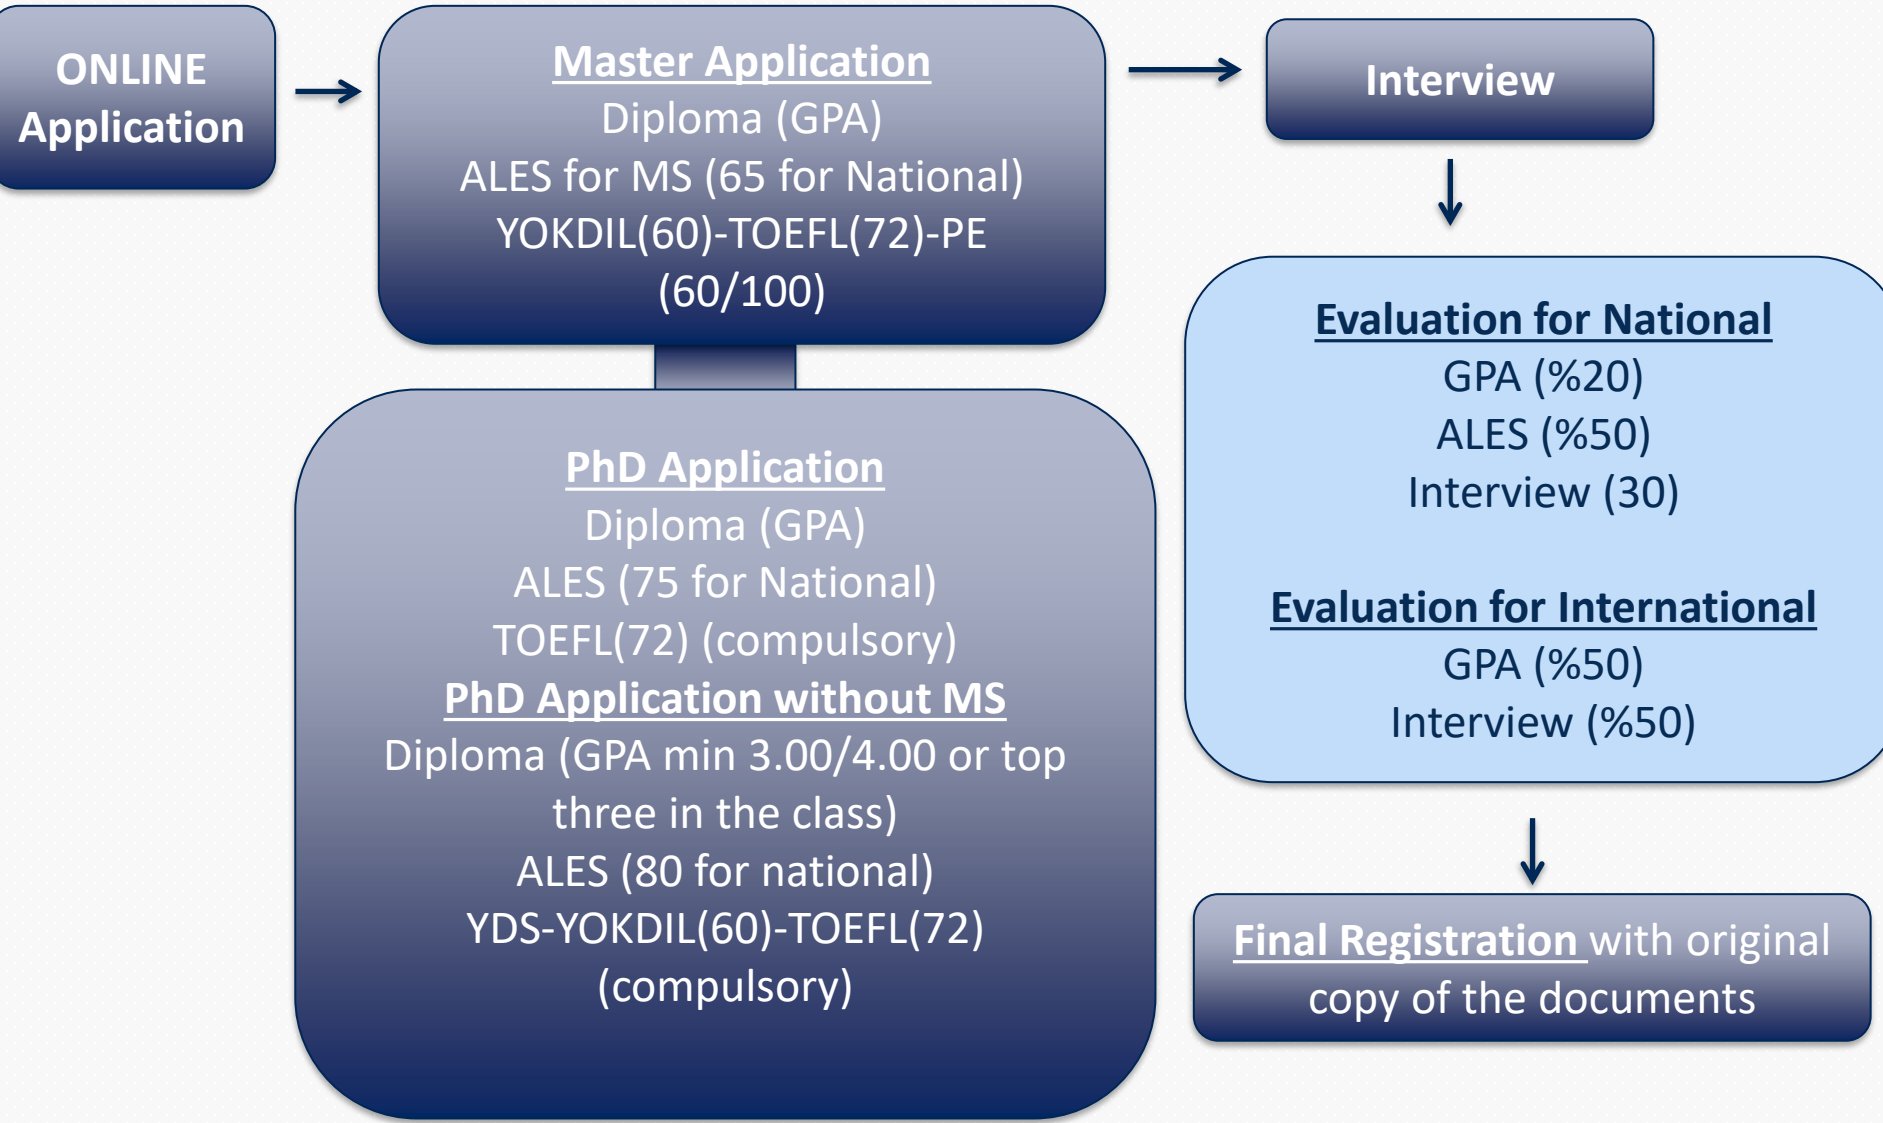 ONLINE
Application
Master Application
Diploma (GPA)
ALES for MS (65 for National)
YOKDIL(60)-TOEFL(72)-PE
(60/100)
PhD Application
Diploma (GPA)
ALES (75 for National)
TOEFL(72) (compulsory)
PhD Application without MS
Diploma (GPA min 3.00/4.00 or top
three in the class)
ALES (80 for national)
YDS-YOKDIL(60)-TOEFL(72)
(compulsory)
Interview
Evaluation for National
GPA (%20)
ALES (%50)
Interview (30)
Evaluation for International
GPA (%50)
Interview (%50)
Final Registration with original
copy of the documents